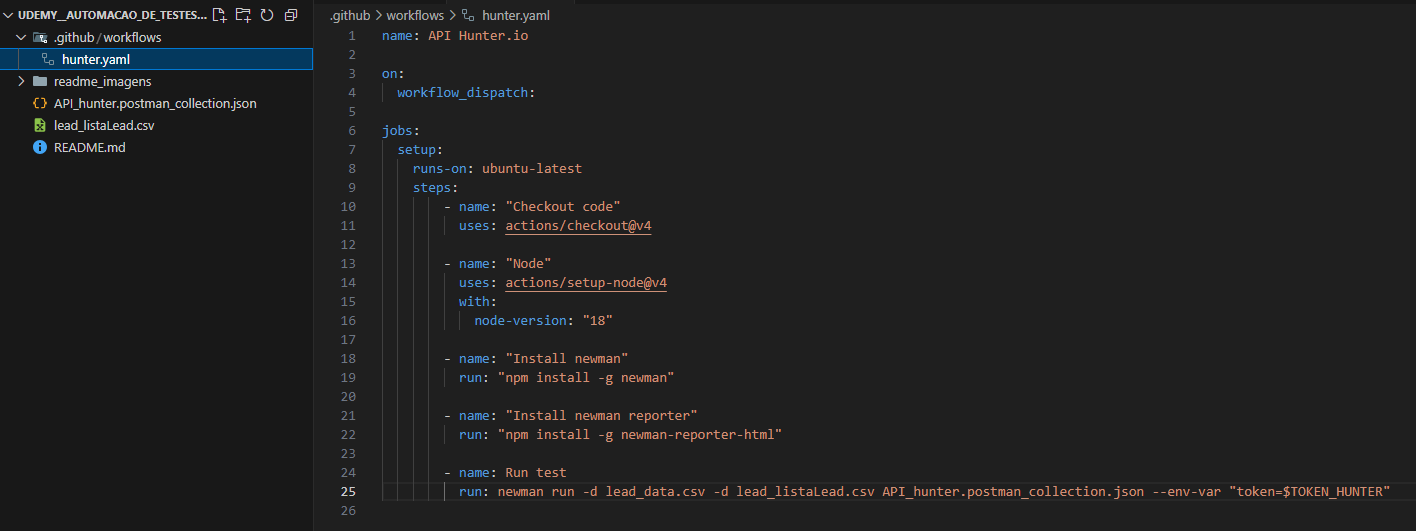 UDEMY__AUTOMACAO_DE_TESTES...
.github / workflows
hunter.yaml
readme_imagens
API_hunter.postman_collection.json
lead_listaLead.csv
README.md
.github > workflows > hunter.yaml
1 name: API Hunter.io
2
3 on:
4   workflow_dispatch:
5
6 jobs:
7   setup:
8     runs-on: ubuntu-latest
9     steps:
10         - name: "Checkout code"
11           uses: actions/checkout@v4
12
13         - name: "Node"
14           uses: actions/setup-node@v4
15           with:
16             node-version: "18"
17
18         - name: "Install newman"
19           run: "npm install -g newman"
20
21         - name: "Install newman reporter"
22           run: "npm install -g newman-reporter-html"
23
24         - name: Run test
25           run: newman run -d lead_data.csv -d lead_listaLead.csv API_hunter.postman_collection.json --env-var "token=$TOKEN_HUNTER"
26